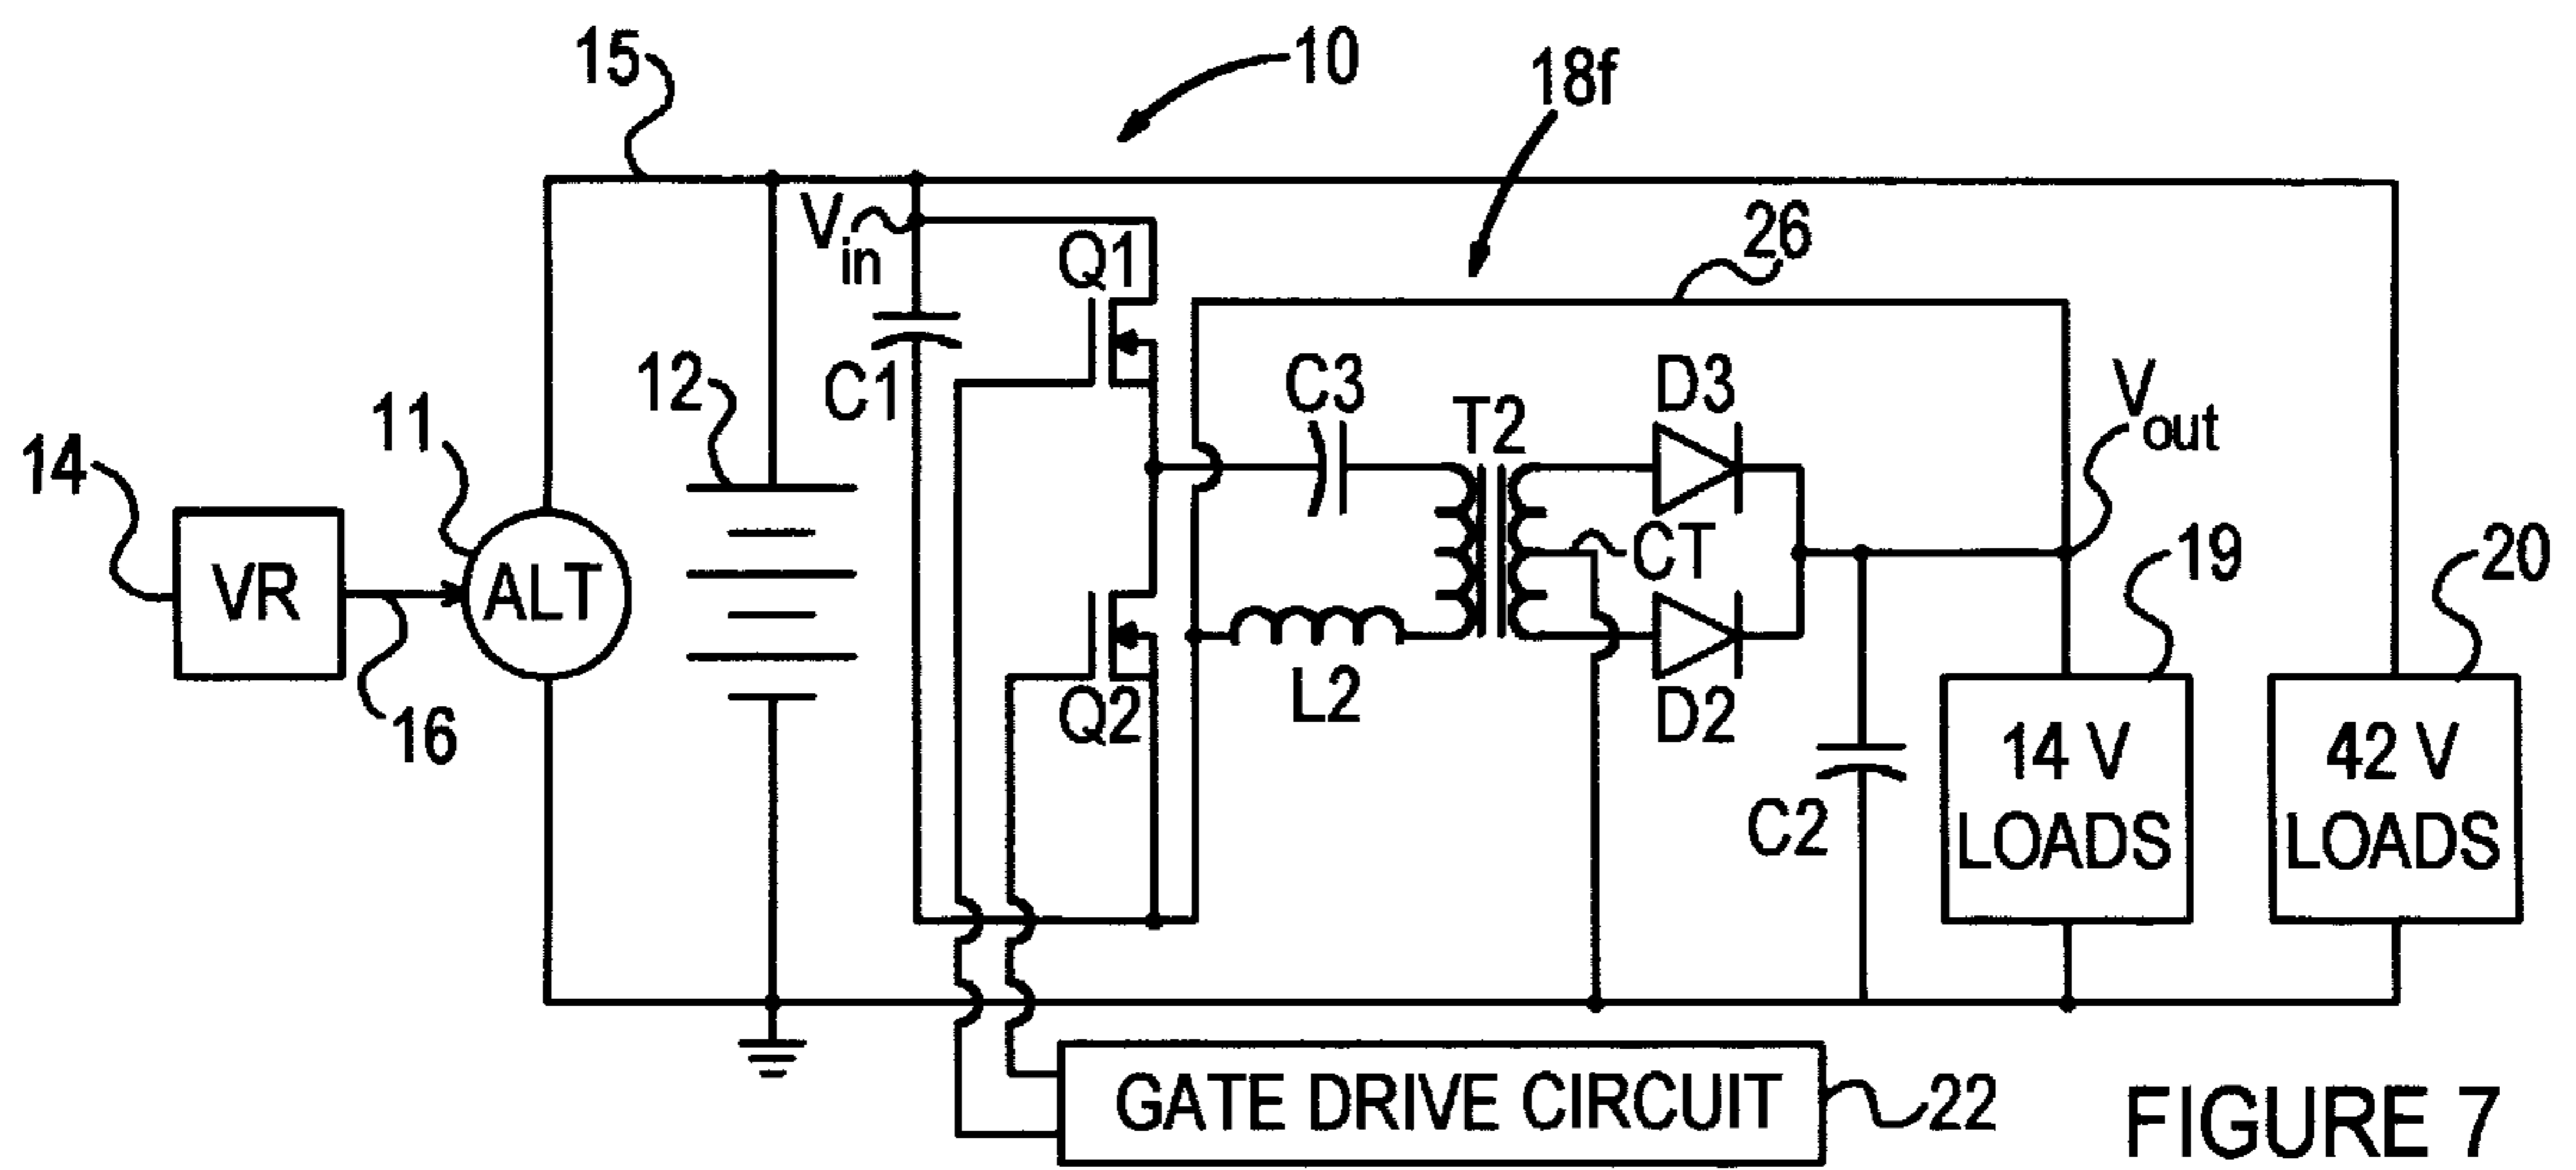 15
10
18f
Vin
Q1
26
12
C1
C3
T2
D3
Vout
14
11
VR
ALT
CT
19
20
16
Q2
L2
D2
C2
14 V
LOADS
42 V
LOADS
GATE DRIVE CIRCUIT
22
FIGURE 7